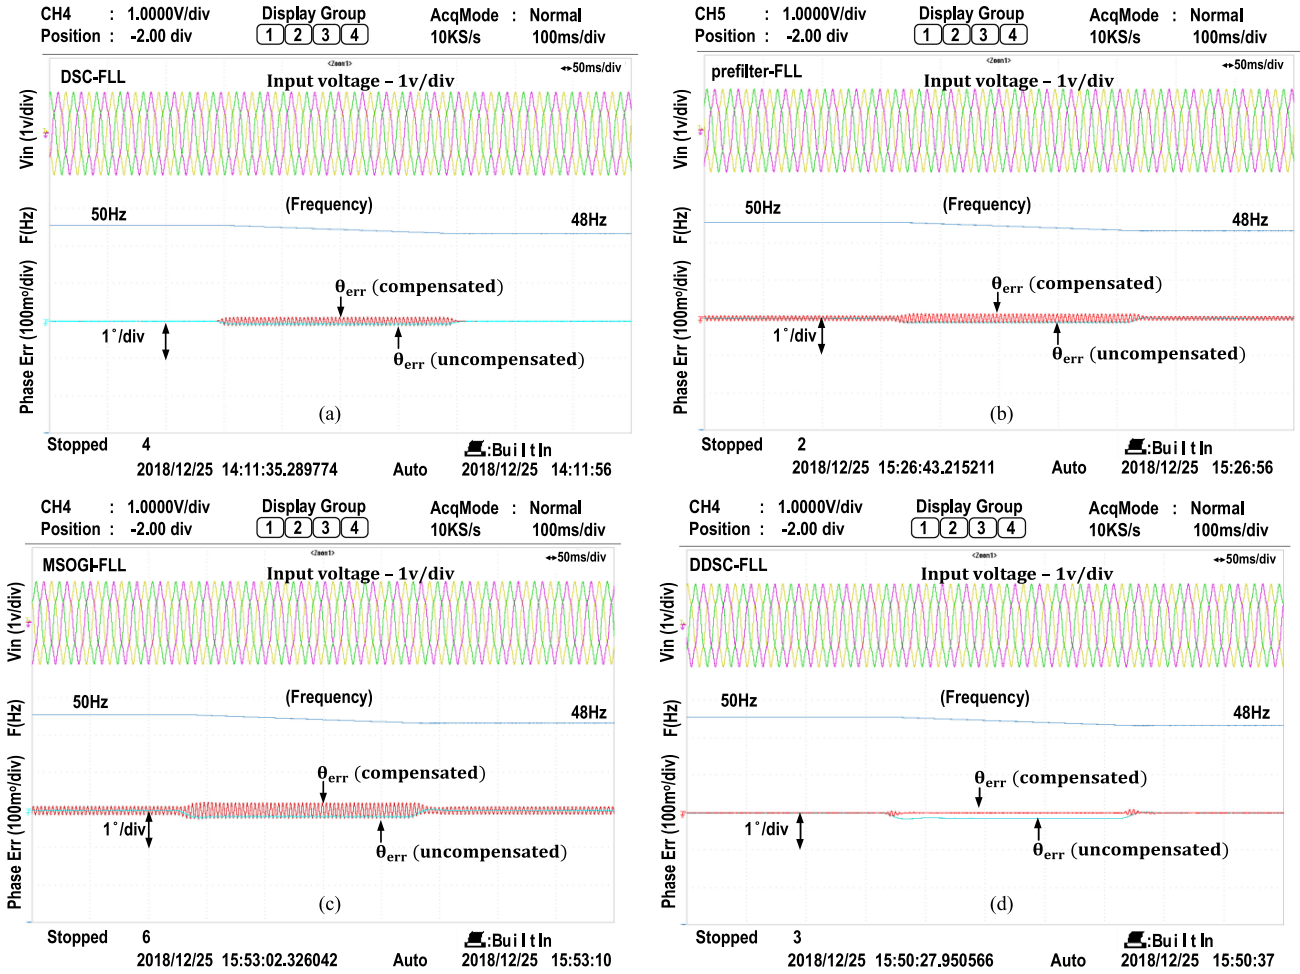 CH4 : 1.0000V/div Display Group AcqMode : Normal
Position : -2.00 div 1 2 3 4 10KS/s 100ms/div
<Zoom1>
50ms/div
DSC-FLL
Input voltage – 1v/div
Vin (1v/div)
50Hz
(Frequency)
48Hz
F(Hz)
θerr (compensated)
1°/div
θerr (uncompensated)
Phase Err (100m°/div)
(a)
Stopped 4
:Built In
2018/12/25 14:11:35.289774 Auto 2018/12/25 14:11:56
CH5 : 1.0000V/div Display Group AcqMode : Normal
Position : -2.00 div 1 2 3 4 10KS/s 100ms/div
<Zoom1>
50ms/div
prefilter-FLL
Input voltage – 1v/div
Vin (1v/div)
50Hz
(Frequency)
48Hz
F(Hz)
θerr (compensated)
1°/div
θerr (uncompensated)
Phase Err (100m°/div)
(b)
Stopped 2
:Built In
2018/12/25 15:26:43.215211 Auto 2018/12/25 15:26:56
CH4 : 1.0000V/div Display Group AcqMode : Normal
Position : -2.00 div 1 2 3 4 10KS/s 100ms/div
<Zoom1>
50ms/div
MSOGI-FLL
Input voltage – 1v/div
Vin (1v/div)
50Hz
(Frequency)
48Hz
F(Hz)
θerr (compensated)
1°/div
θerr (uncompensated)
Phase Err (100m°/div)
(c)
Stopped 6
:Built In
2018/12/25 15:53:02.326042 Auto 2018/12/25 15:53:10
CH4 : 1.0000V/div Display Group AcqMode : Normal
Position : -2.00 div 1 2 3 4 10KS/s 100ms/div
<Zoom1>
50ms/div
DDSC-FLL
Input voltage – 1v/div
Vin (1v/div)
50Hz
(Frequency)
48Hz
F(Hz)
θerr (compensated)
1°/div
θerr (uncompensated)
Phase Err (100m°/div)
(d)
Stopped 3
:Built In
2018/12/25 15:50:27.950566 Auto 2018/12/25 15:50:37